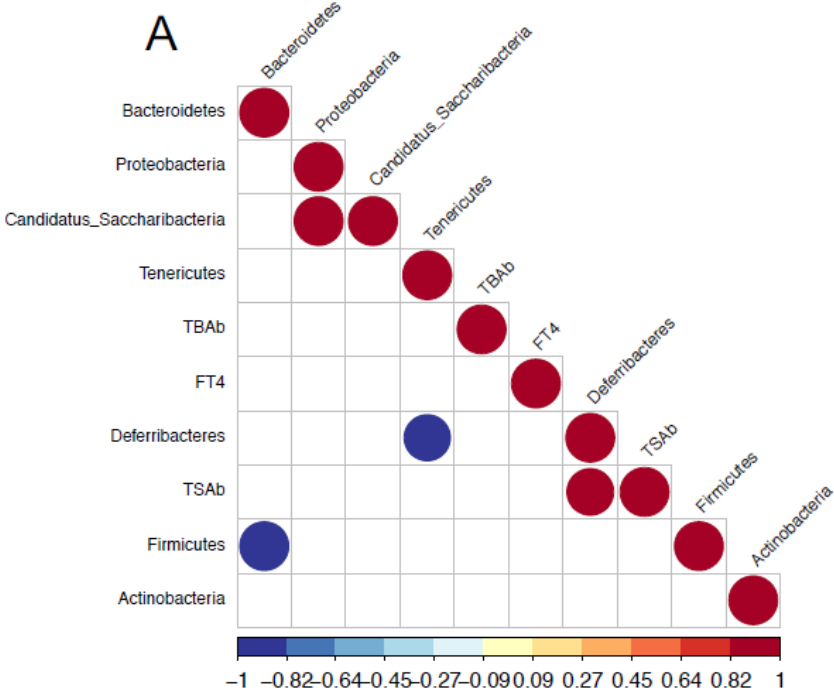 A
Bacteroidetes
Proteobacteria
Candidatus_Saccharibacteria
Tenericutes
TBAb
FT4
Deferribacteres
TSAb
Firmicutes
Actinobacteria
Bacteroidetes
Proteobacteria
Candidatus_Saccharibacteria
Tenericutes
TBAb
FT4
Deferribacteres
TSAb
Firmicutes
Actinobacteria
−1 −0.82 −0.64 −0.45 −0.27 −0.09 0.09 0.27 0.45 0.64 0.82 1